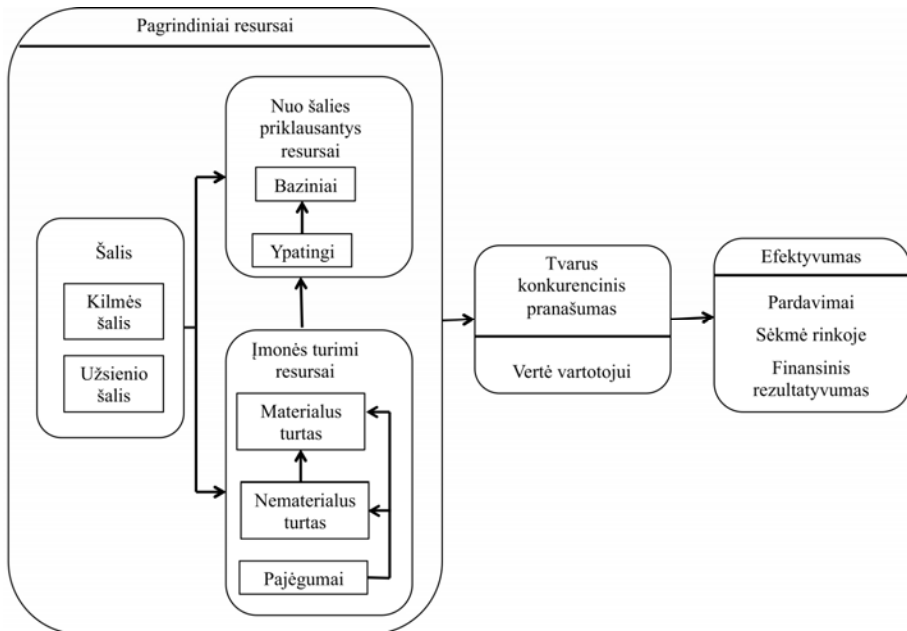 Pagrindiniai resursai
Nuo šalies
priklausantys
resursai
Baziniai
Ypatingi
Šalis
Kilmės
šalis
Užsienio
šalis
Įmonės turimi
resursai
Materialus
turtas
Nematerialus
turtas
Pajėgumai
Tvarus
konkurencinis
pranašumas
Vertė vartotojui
Efektyvumas
Pardavimai
Sėkmė rinkoje
Finansinis
rezultatyvumas